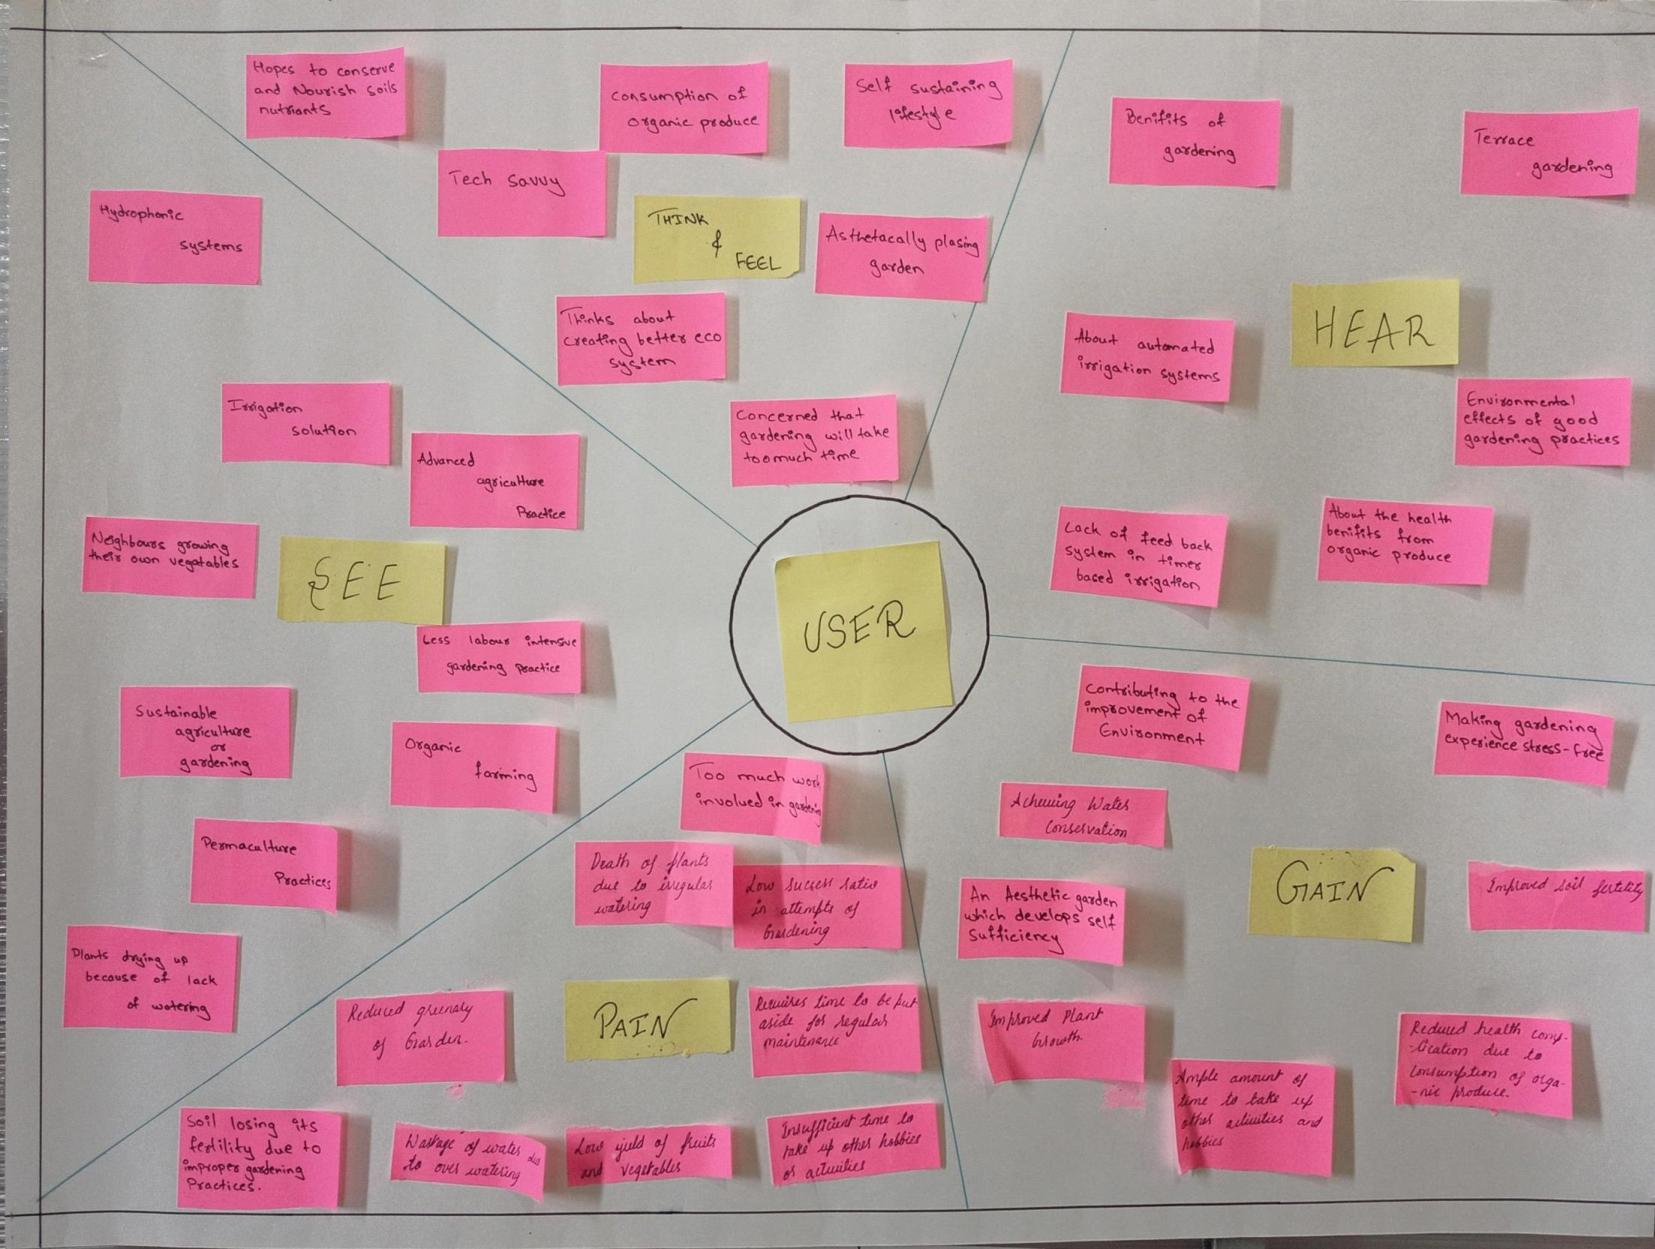 Hopes to conserve
and Nourish soils
nutrients
Consumption of
organic produce
Self sustaining
lifestyle
Tech savvy
THINK
&
FEEL
Asthetacally plasing
garden
Thinks about
creating better eco
system
Concerned that
gardening will take
too much time
Benifits of
gardening
Terrace
gardening
HEAR
About automated
irrigation systems
Environmental
effects of good
gardening practices
Lack of feed back
system in timer
based irrigation
About the health
benifits from
organic produce
Hydrophonic
systems
Irrigation
solution
Advanced
agriculture
Practice
Neighbours growing
their own vegatables
SEE
Less labour intensive
gardening practice
Sustainable
agriculture
or
gardening
Organic
farming
Permaculture
Practices
Plants drying up
because of lack
of watering
USER
Too much work
involved in gardening
Death of plants
due to irregular
watering
Low success ratio
in attempts of
Gardening
Reduced greenary
of Garden.
PAIN
Requires time to be put
aside for regular
maintenance
Soil losing its
fertility due to
improper gardening
Practices.
Wastage of water due
to over watering
Low yield of fruits
and vegetables
Insufficient time to
take up other hobbies
or activities
Contributing to the
improvement of
Environment
Making gardening
experience stress-free
Acheiving Water
Conservation
GAIN
Improved soil fertility
An Aesthetic garden
which develops self
sufficiency
Improved Plant
Growth.
Ample amount of
time to take up
other activities and
hobbies
Reduced health comp
-lication due to
consumption of orga-
-nic produce.